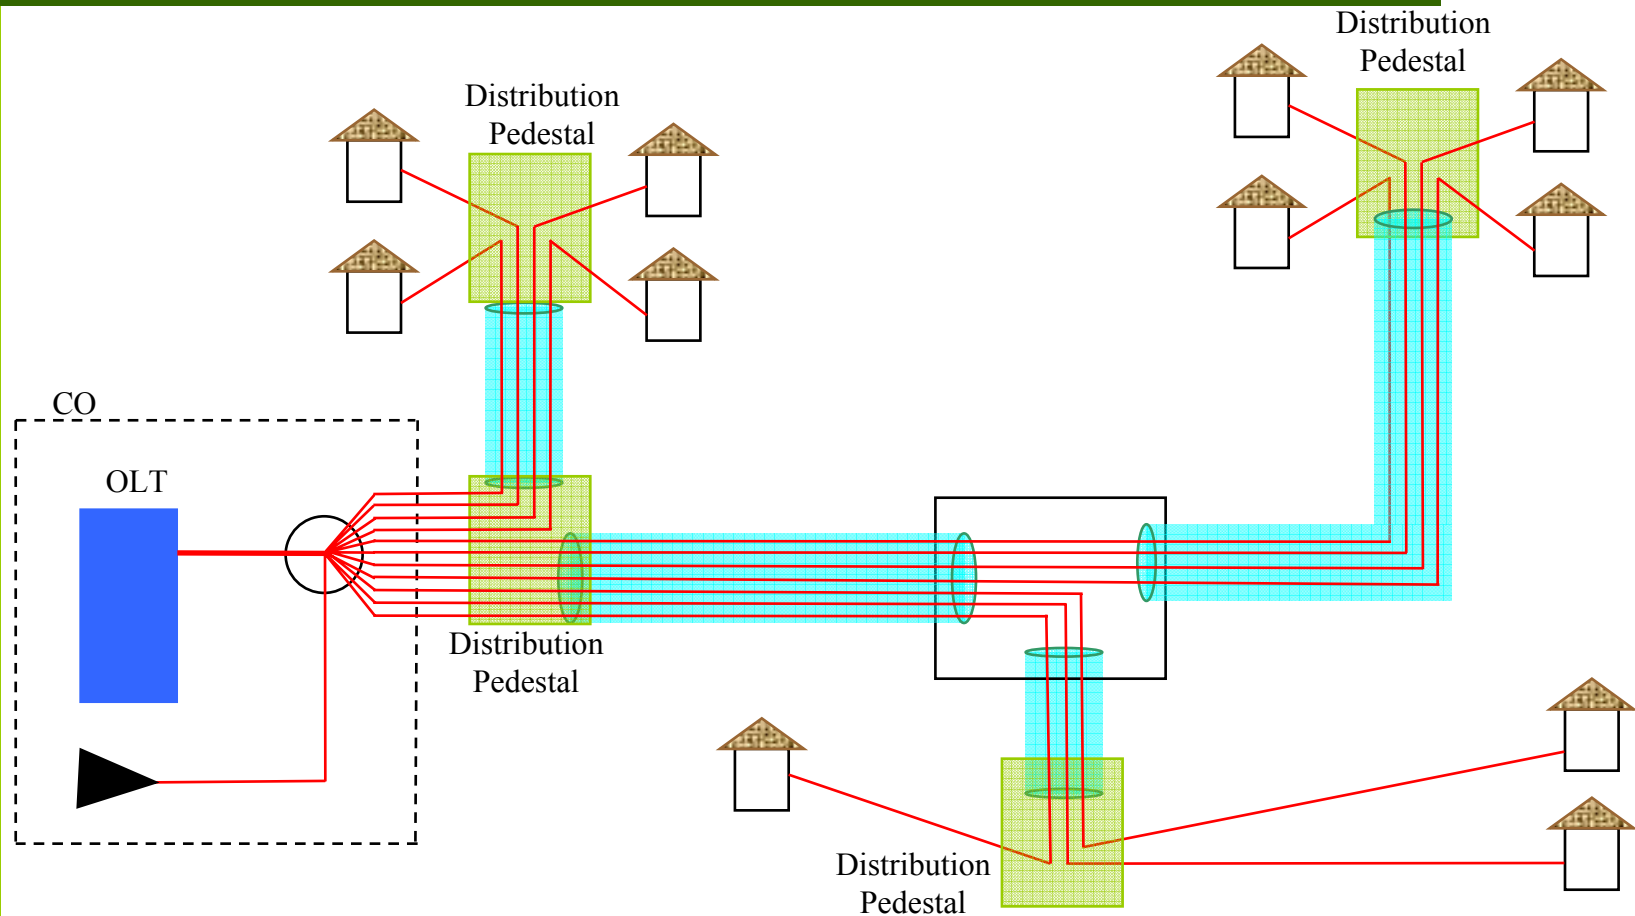 Distribution
Pedestal
Distribution
Pedestal
CO
OLT
Distribution
Pedestal
Distribution
Pedestal